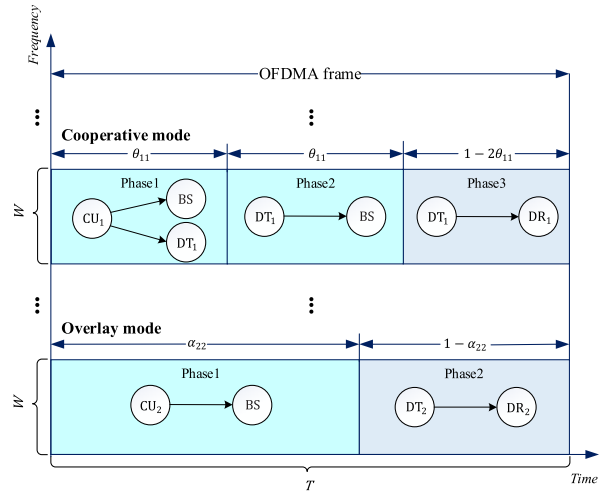 Frequency
OFDMA frame
Cooperative mode
θ₁₁ θ₁₁ 1 − 2θ₁₁
W
Phase1 Phase2 Phase3
CU₁ BS DT₁ DT₁ BS DT₁ DR₁
Overlay mode
α₂₂ 1 − α₂₂
W
Phase1 Phase2
CU₂ BS DT₂ DR₂
T
Time